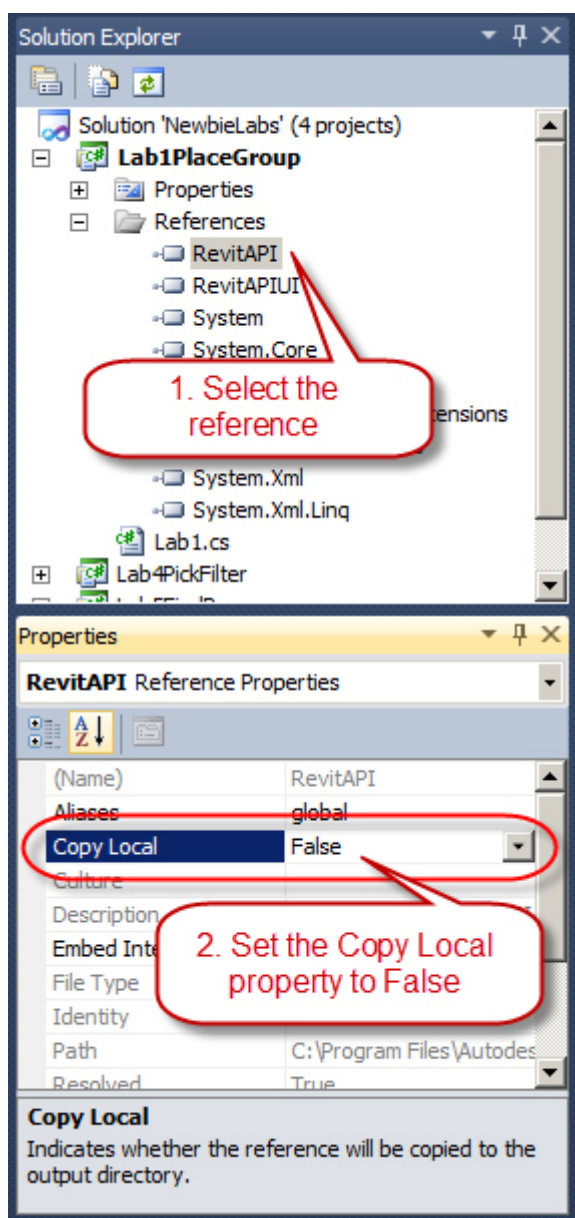 Solution Explorer
Solution 'NewbieLabs' (4 projects)
Lab1PlaceGroup
Properties
References
RevitAPI
RevitAPIUI
System
System.Core
1. Select the
reference
ensions
System.Xml
System.Xml.Linq
Lab1.cs
Lab4PickFilter
Properties
RevitAPI Reference Properties
(Name) RevitAPI
Aliases global
Copy Local False
Culture
Description
2. Set the Copy Local
property to False
Embed Inte
File Type
Identity
Path C:\Program Files\Autodes
Resolved True
Copy Local
Indicates whether the reference will be copied to the
output directory.